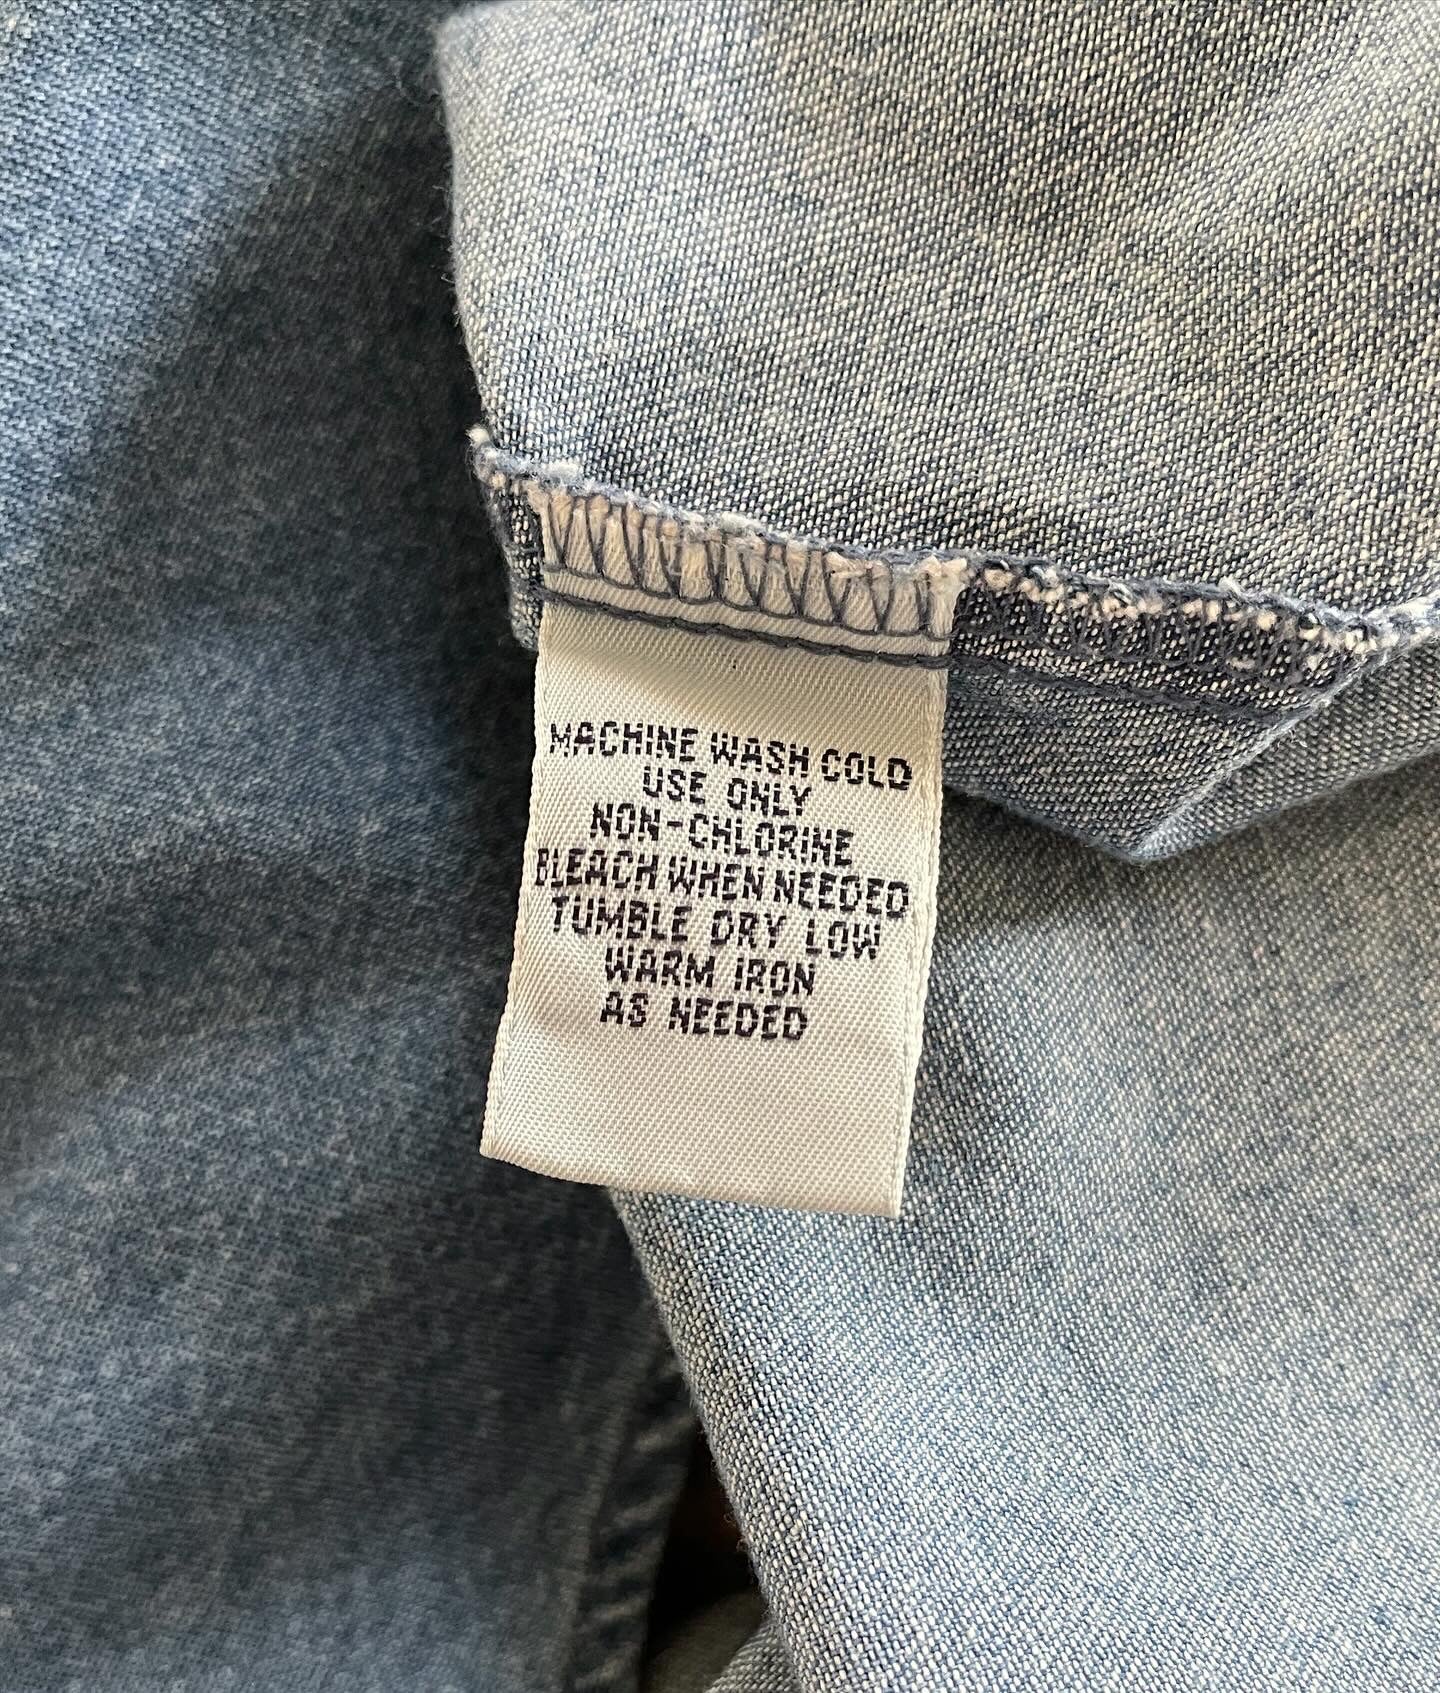 MACHINE WASH COLD
USE ONLY
NON-CHLORINE
BLEACH WHEN NEEDED
TUMBLE DRY LOW
WARM IRON
AS NEEDED